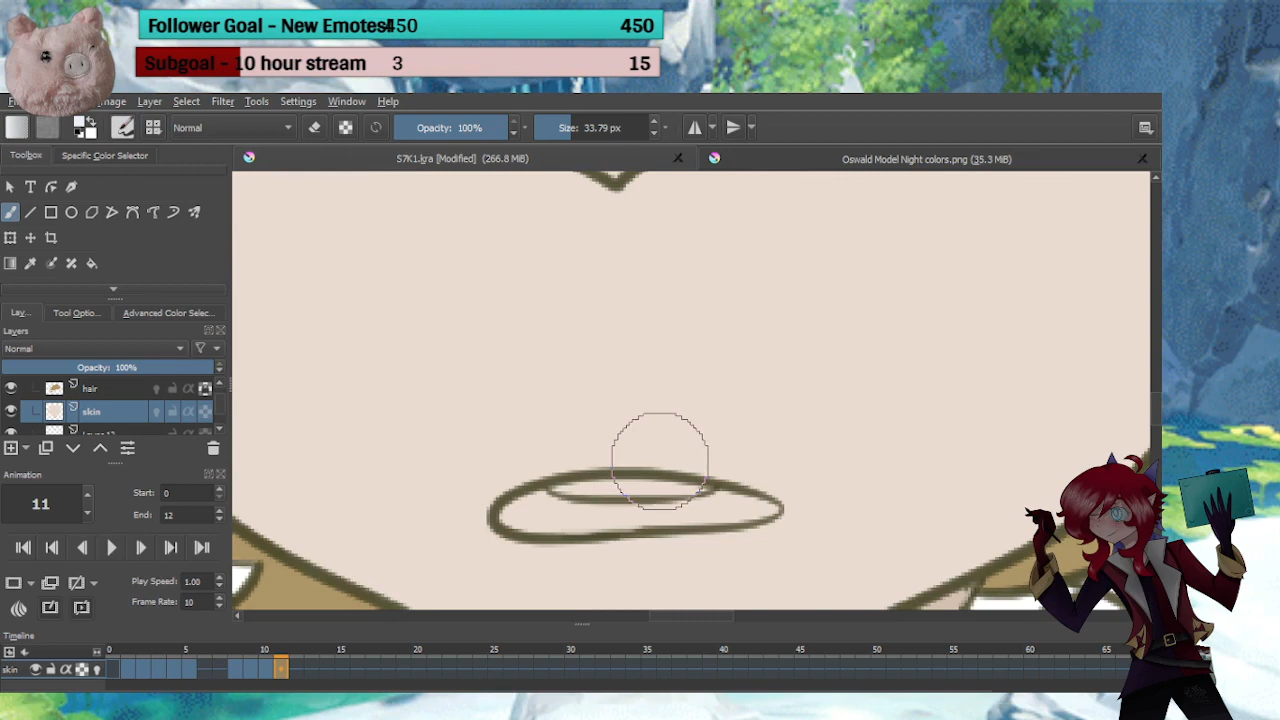 Follower Goal - New Emotes! 450 450
Subgoal - 10 hour stream 3 15
Image Layer Select Filter Tools Settings Window Help
Normal Opacity: 100% Size: 33.79 px
Toolbox Specific Color Selector
S7K1.kra [Modified] (266.8 MiB)
Oswald Model Night colors.png (35.3 MiB)
Lay... Tool Optio... Advanced Color Selec...
Layers
Normal
Opacity: 100%
hair
skin
Animation
11
Start: 0
End: 12
Play Speed: 1.00
Frame Rate: 10
Timeline
0 5 10 15 20 25 30 35 40 45 50 55 60 65
skin